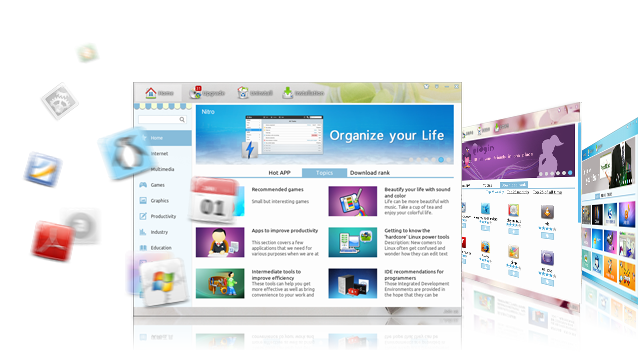 Home
Upgrade
Uninstall
Installation
Nitro
Organize your Life
Home
Internet
Multimedia
Games
Graphics
Productivity
Industry
Education
01
Hot APP
Topics
Download rank
Recommended games
Small but interesting games
Beautify your life with sound and color
Life can be more beautiful with
music, Take a cup of tea and
enjoy your colorful life.
Apps to improve productivity
This section covers a few
applications that we need for
various purposes when we are at
Getting to know the
'hardcore' Linux power tools
Description: New comers to
Linux often get confused and
wonder how they can edit text
Intermediate tools to
improve efficiency
These tools can help you get
more effective as well as bring
convenience to your work and
IDE recommendations for
programmers
Those Integrated Development
Environments are provided in
the hope that they can be